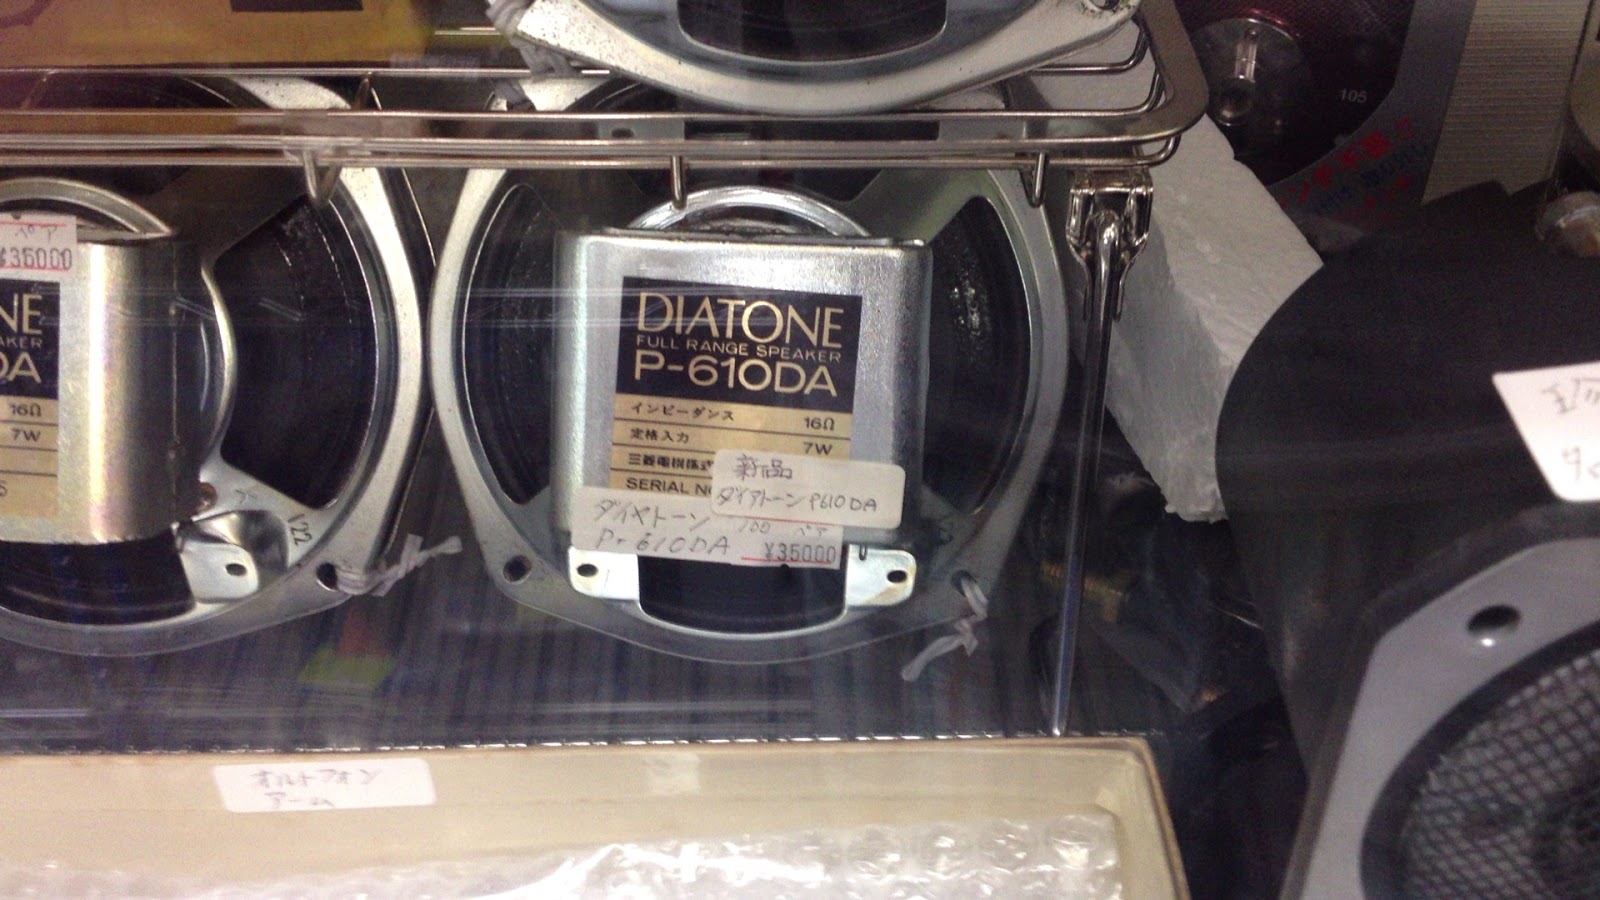 105
ペア
¥35000
NE
AKER
DA
16Ω
7W
V22
DIATONE
FULL RANGE SPEAKER
P-610DA
インピーダンス 16Ω
定格入力 7W
三菱電機株式
SERIAL NO
新品
ダイアトーン P610DA
ダイヤトーン
P-610DA
ペア
¥35000
オルトフォン
アーム